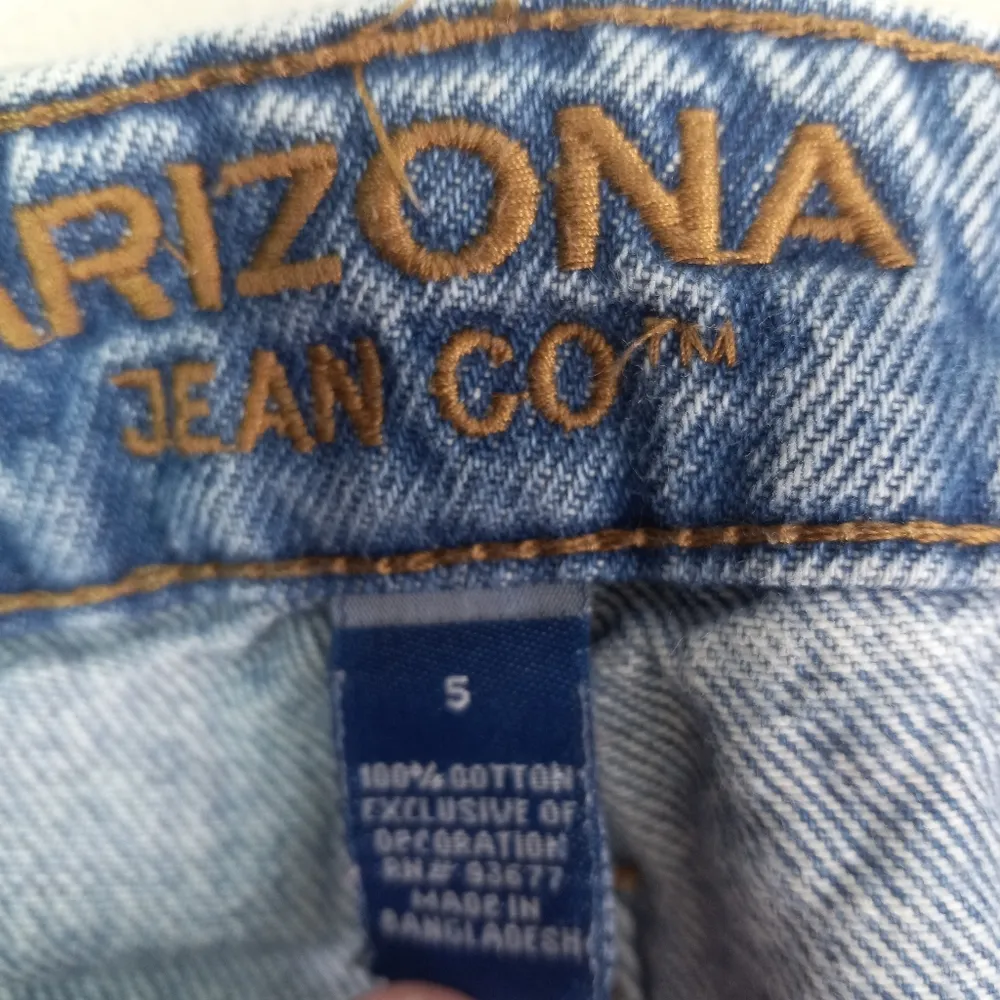 ARIZONA
JEAN CO™
5
100% COTTON
EXCLUSIVE OF
DECORATION
RN# 93677
MADE IN
BANGLADESH